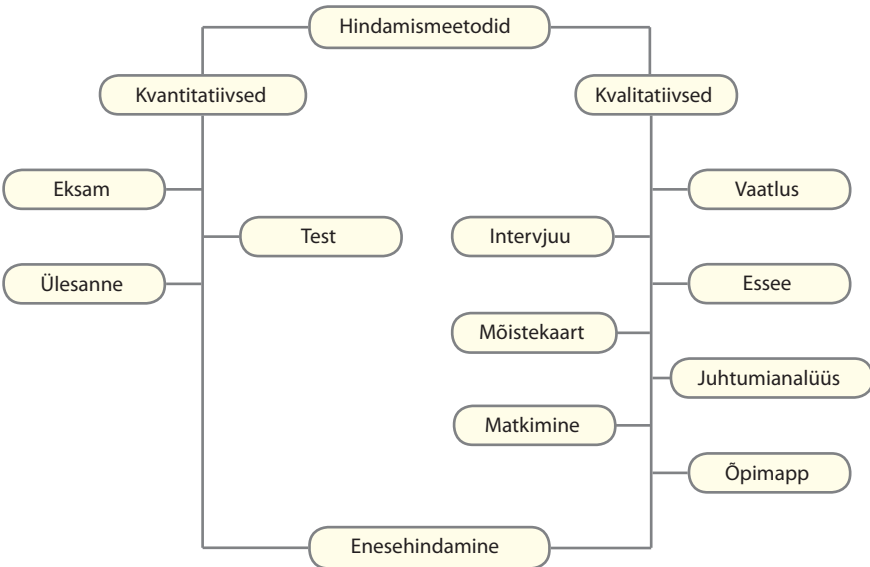 Hindamismeetodid
Kvantitatiivsed
Kvalitatiivsed
Eksam
Vaatlus
Test
Intervjuu
Ülesanne
Essee
Mõistekaart
Juhtumianalüüs
Matkimine
Õpimapp
Enesehindamine